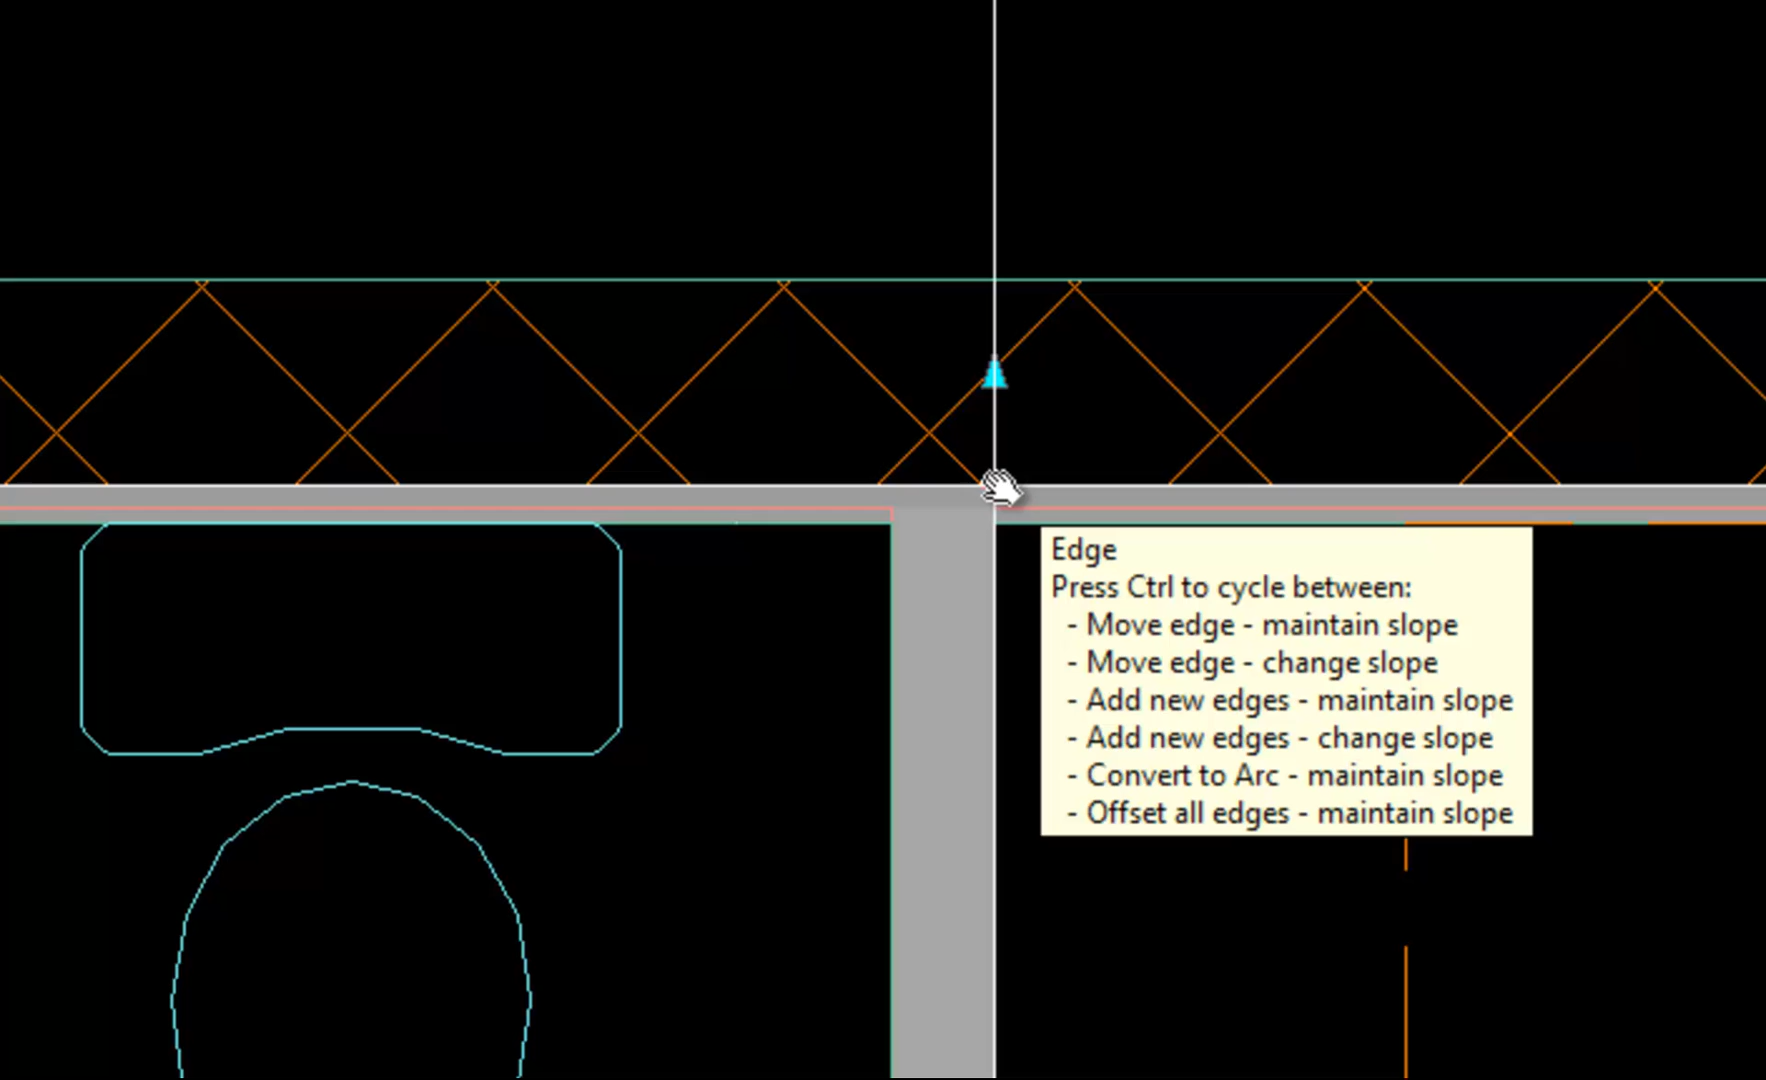 Edge
Press Ctrl to cycle between:
- Move edge - maintain slope
- Move edge - change slope
- Add new edges - maintain slope
- Add new edges - change slope
- Convert to Arc - maintain slope
- Offset all edges - maintain slope